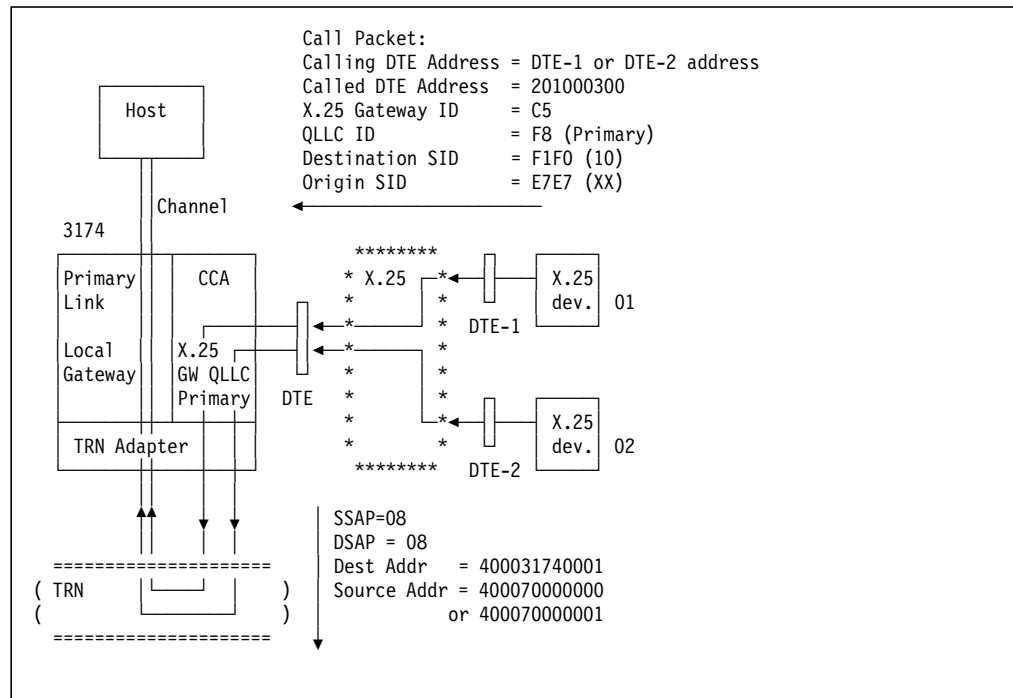 Call Packet:
Calling DTE Address = DTE-1 or DTE-2 address
Called DTE Address = 201000300
X.25 Gateway ID = C5
QLLC ID = F8 (Primary)
Destination SID = F1F0 (10)
Origin SID = E7E7 (XX)
Host
Channel
3174
Primary
Link
CCA
Local
Gateway
X.25
GW QLLC
Primary
TRN Adapter
DTE
********
* X.25 *
* *
* *
* *
* *
* *
* *
* *
********
DTE-1
X.25
dev.
01
DTE-2
X.25
dev.
02
SSAP=08
DSAP = 08
Dest Addr = 400031740001
Source Addr = 400070000000
or 400070000001
=====================
( TRN )
( )
=====================